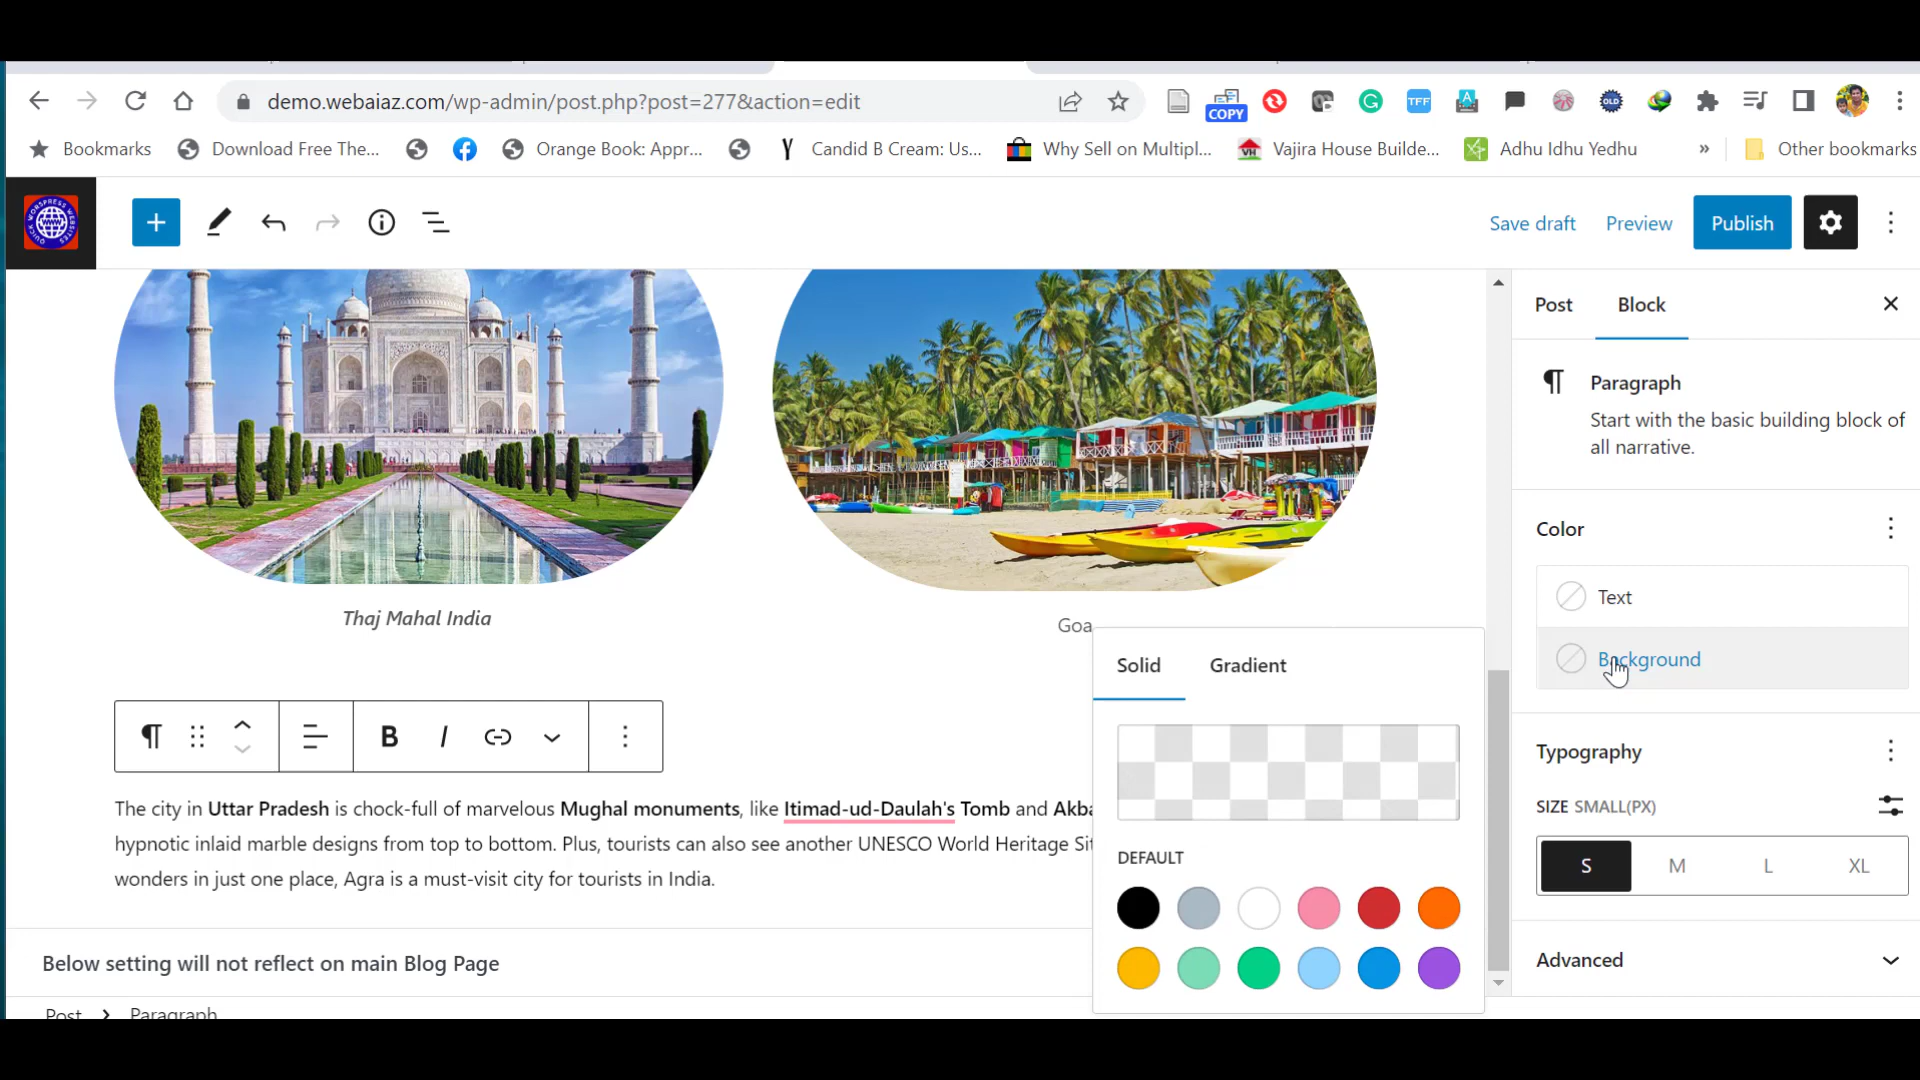 demo.webaiaz.com/wp-admin/post.php?post=277&action=edit
COPY
TFF
A
OLD
Bookmarks
Download Free The...
Orange Book: Appr...
Candid B Cream: Us...
Why Sell on Multipl...
VH
Vajira House Builde...
Adhu Idhu Yedhu
»
Other bookmarks
Save draft
Preview
Publish
Post
Block
Paragraph
Start with the basic building block of
all narrative.
Color
Text
Background
Thaj Mahal India
Goa
Solid
Gradient
B
I
Typography
SIZE SMALL(PX)
S
M
L
XL
The city in Uttar Pradesh is chock-full of marvelous Mughal monuments, like Itimad-ud-Daulah's Tomb and
hypnotic inlaid marble designs from top to bottom. Plus, tourists can also see another UNESCO World Heritage
wonders in just one place, Agra is a must-visit city for tourists in India.
DEFAULT
Below setting will not reflect on main Blog Page
Advanced
Post > Paragraph